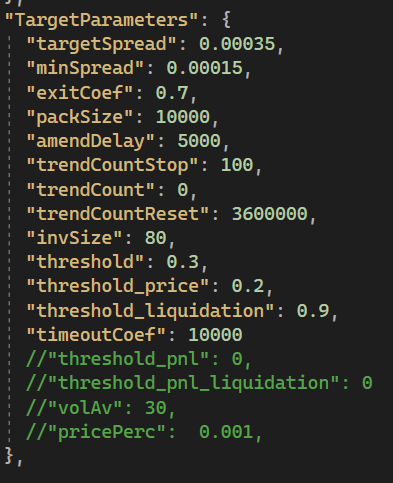 "TargetParameters": {
"targetSpread": 0.00035,
"minSpread": 0.00015,
"exitCoef": 0.7,
"packSize": 10000,
"amendDelay": 5000,
"trendCountStop": 100,
"trendCount": 0,
"trendCountReset": 3600000,
"invSize": 80,
"threshold": 0.3,
"threshold_price": 0.2,
"threshold_liquidation": 0.9,
"timeoutCoef": 10000
//"threshold_pnl": 0,
//"threshold_pnl_liquidation": 0
//"volAv": 30,
//"pricePerc":  0.001,
},